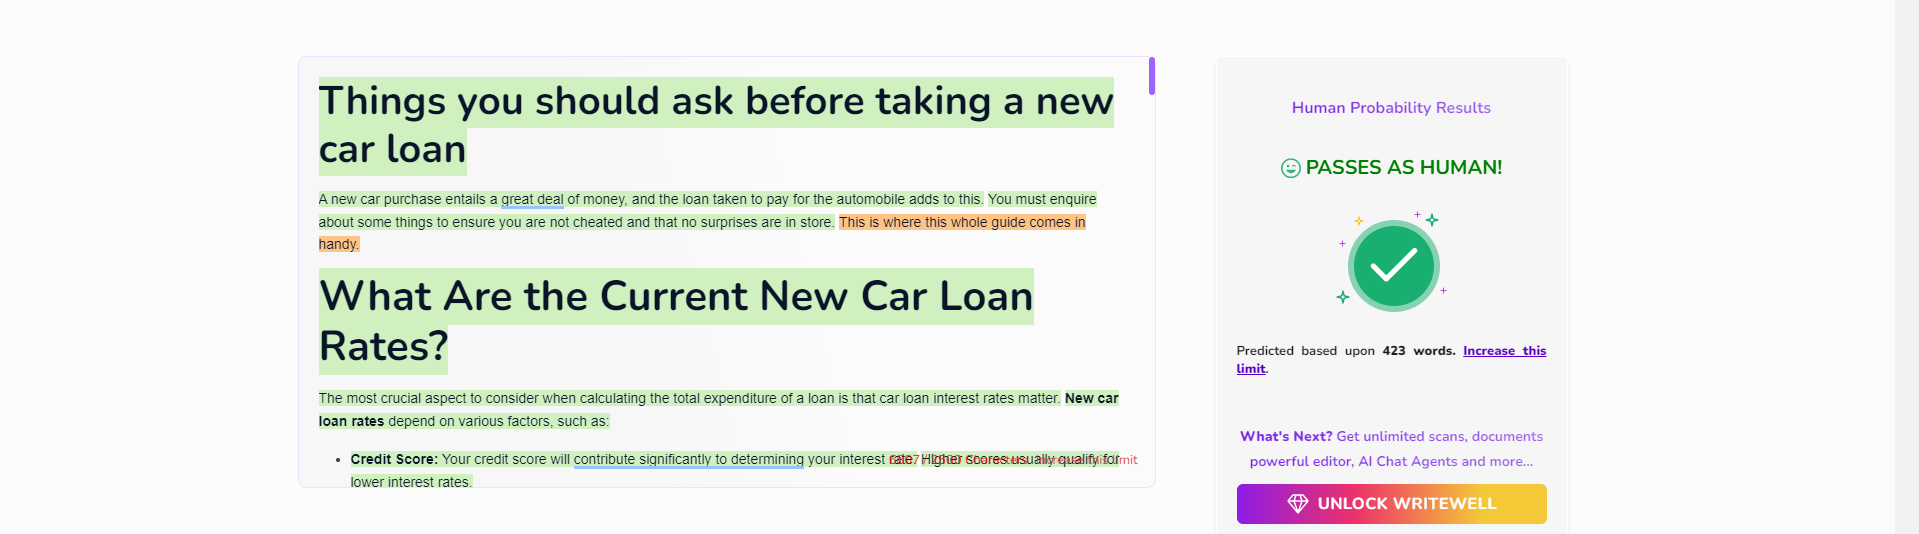 Things you should ask before taking a new
car loan
A new car purchase entails a great deal of money, and the loan taken to pay for the automobile adds to this. You must enquire
about some things to ensure you are not cheated and that no surprises are in store. This is where this whole guide comes in
handy.
What Are the Current New Car Loan
Rates?
The most crucial aspect to consider when calculating the total expenditure of a loan is that car loan interest rates matter. New car
loan rates depend on various factors, such as:
• Credit Score: Your credit score will contribute significantly to determining your interest rate. Higher scores usually qualify for
lower interest rates.
Human Probability Results
PASSES AS HUMAN!
Predicted based upon 423 words. Increase this
limit.
What's Next? Get unlimited scans, documents
powerful editor, AI Chat Agents and more...
UNLOCK WRITEWELL